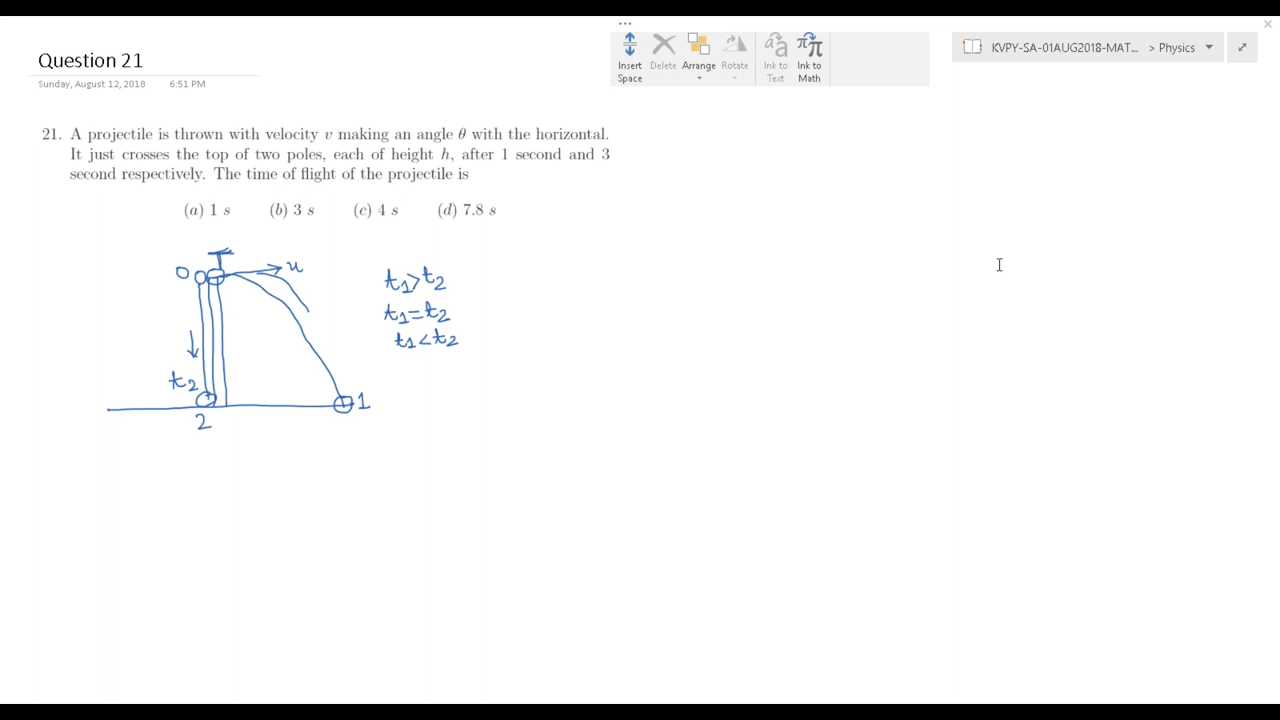 Question 21
Sunday, August 12, 2018 6:51 PM
Insert Space
Delete
Arrange
Rotate
Ink to Text
Ink to Math
KVPY-SA-01AUG2018-MAT... > Physics
21. A projectile is thrown with velocity v making an angle θ with the horizontal.
It just crosses the top of two poles, each of height h, after 1 second and 3
second respectively. The time of flight of the projectile is
(a) 1 s (b) 3 s (c) 4 s (d) 7.8 s
u
t₁>t₂
t₁=t₂
t₁<t₂
t₂
1
2